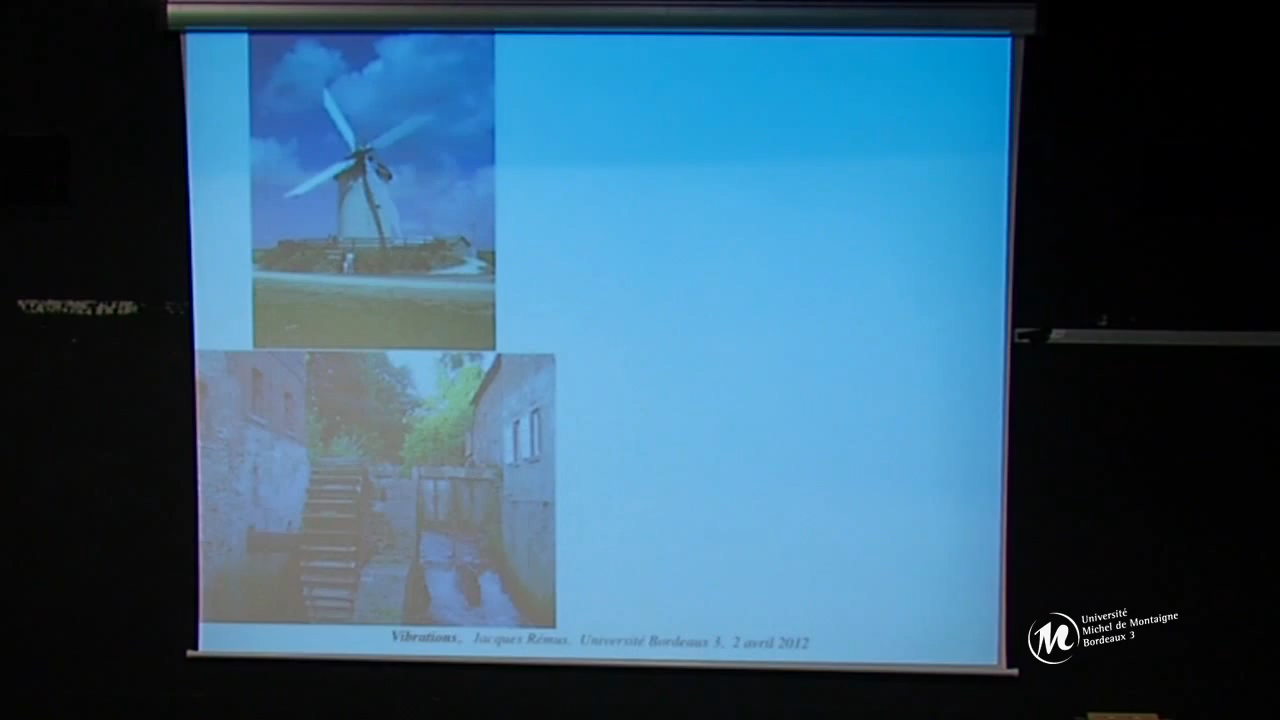 Vibrations. Jacques Rémus. Université Bordeaux 3. 2 avril 2012
Université
Michel de Montaigne
Bordeaux 3